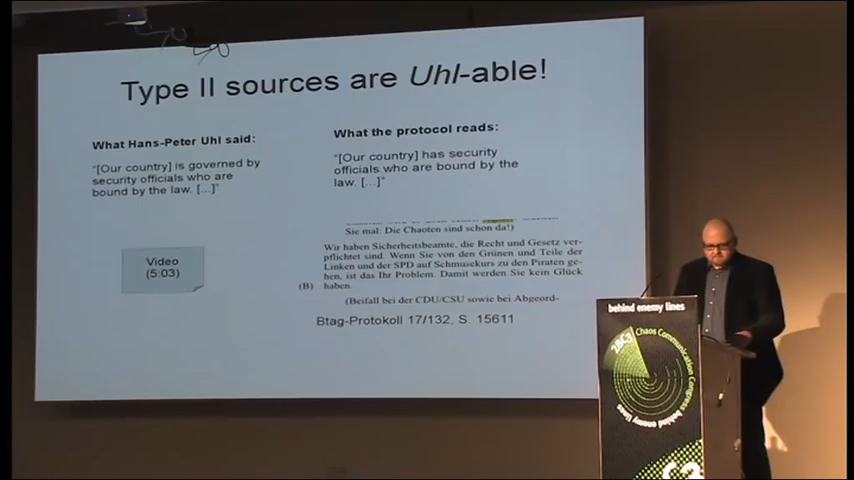 Type II sources are Uhl-able!
What Hans-Peter Uhl said:
"[Our country] is governed by
security officials who are
bound by the law. […]"
Video
(5:03)
What the protocol reads:
"[Our country] has security
officials who are bound by the
law. […]"
Sie mal: Die Chaoten sind schon da!)
Wir haben Sicherheitsbeamte, die Recht und Gesetz ver-
pflichtet sind. Wenn Sie von den Grünen und Teile der
Linken und der SPD auf Schmusekurs zu den Piraten ge-
hen, ist das Ihr Problem. Damit werden Sie kein Glück
(B) haben.
(Beifall bei der CDU/CSU sowie bei Abgeord-
Btag-Protokoll 17/132, S. 15611
behind enemy lines
28C3
Chaos Communication Congress
behind enemy lines